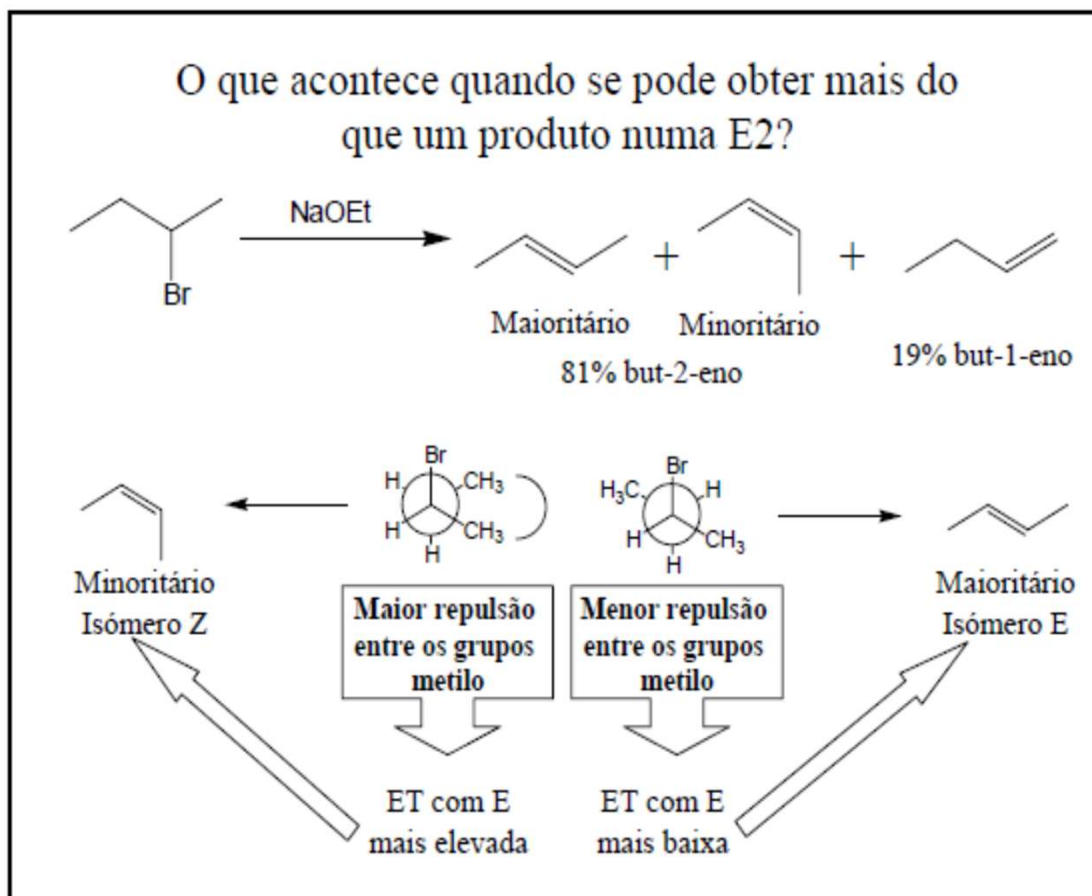 O que acontece quando se pode obter mais do
que um produto numa E2?
NaOEt
Br
+
+
Maioritário
Minoritário
81% but-2-eno
19% but-1-eno
Br
H
CH₃
H
CH₃
H
Br
H₃C
H
H
CH₃
H
Minoritário
Isómero Z
Maioritário
Isómero E
Maior repulsão
entre os grupos
metilo
Menor repulsão
entre os grupos
metilo
ET com E
mais elevada
ET com E
mais baixa